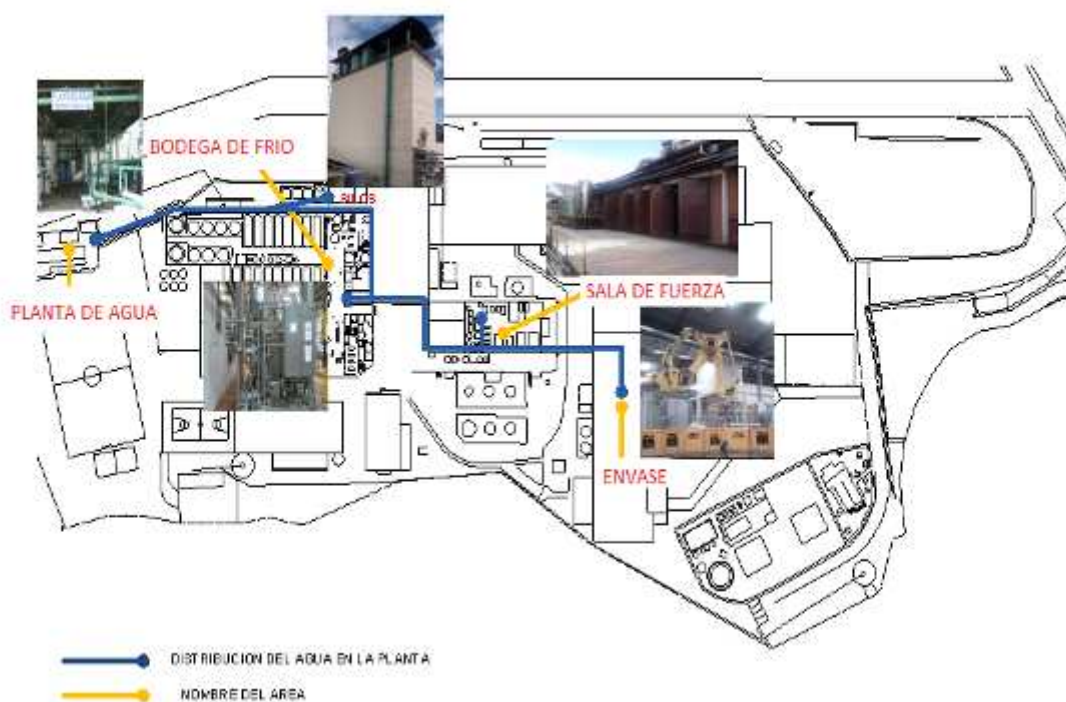 BODEGA DE FRIO
SILOS
SALA DE FUERZA
PLANTA DE AGUA
ENVASE
DISTRIBUCION DEL AGUA EN LA PLANTA
NOMBRE DEL AREA